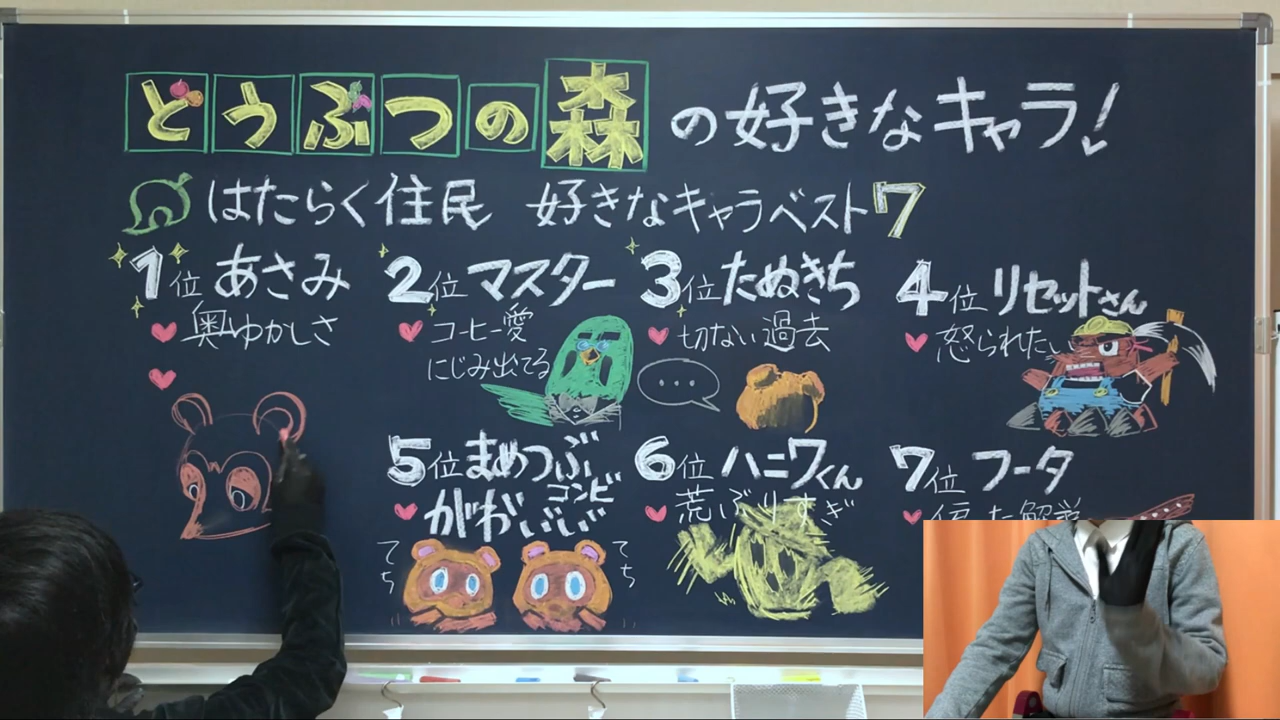 どうぶつの森の好きなキャラ!
はたらく住民 好きなキャラベスト7
1位あさみ
奥ゆかしさ
2位マスター
コーヒー愛
にじみ出てる
3位たぬきち
切ない過去
...
4位リセットさん
怒られたい
5位まめつぶ
コンビ
がわいいい
てち
てち
6位ハニワくん
荒ぶりすぎ
7位フータ